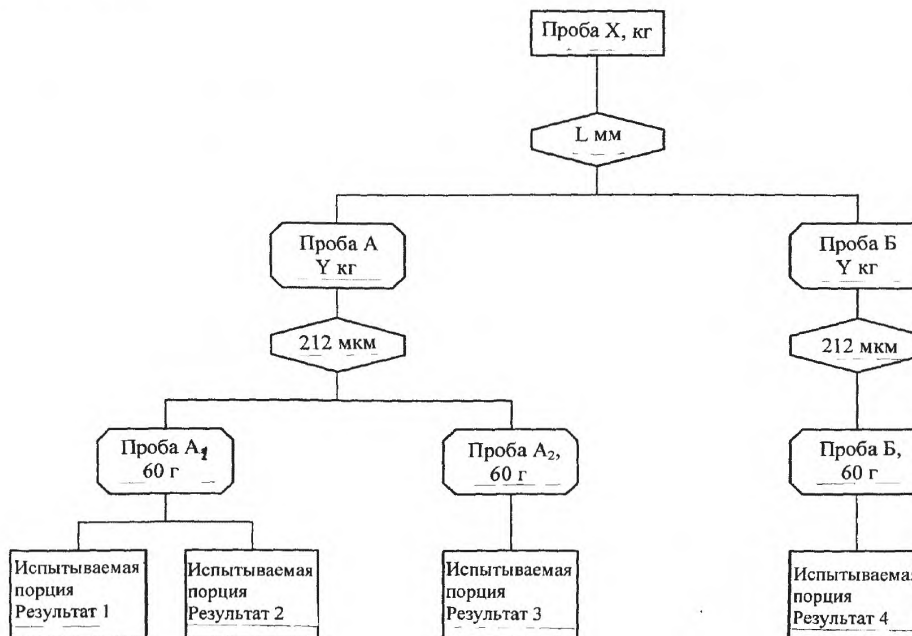 Проба X, кг
L мм
Проба А
Y кг
Проба Б
Y кг
212 мкм
212 мкм
Проба А1
60 г
Проба А2,
60 г
Проба Б,
60 г
Испытываемая
порция
Результат 1
Испытываемая
порция
Результат 2
Испытываемая
порция
Результат 3
Испытываемая
порция
Результат 4